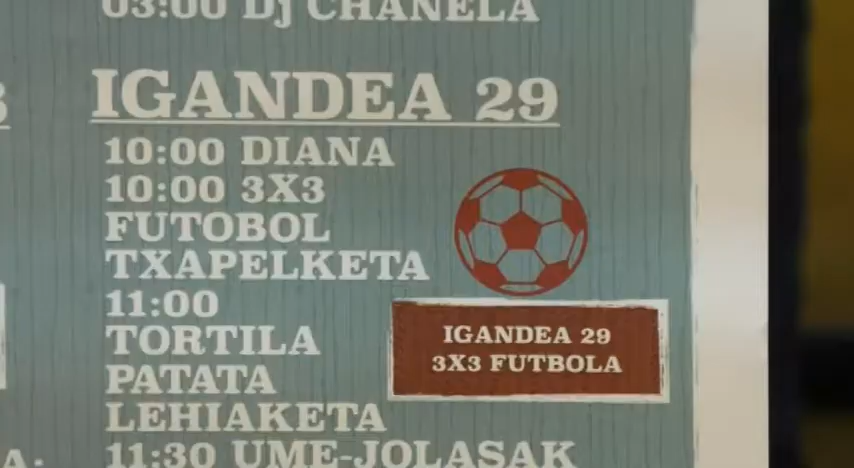 03:00 Dj CHANELA
IGANDEA 29
10:00 DIANA
10:00 3X3
FUTOBOL
TXAPELKETA
11:00
TORTILA
PATATA
LEHIAKETA
11:30 UME-JOLASAK
IGANDEA 29
3X3 FUTBOLA